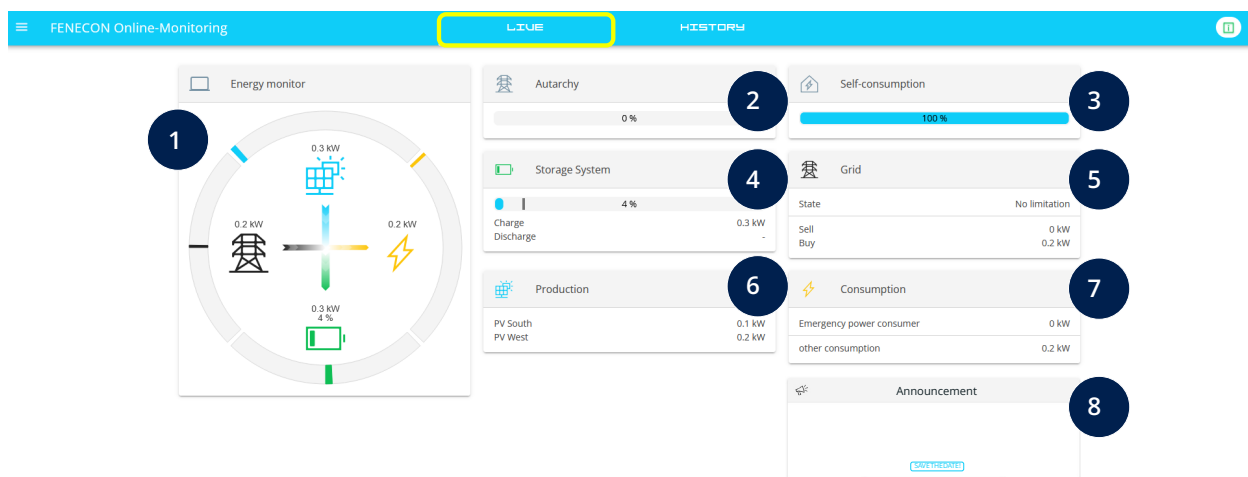 FENECON Online-Monitoring
LIVE
HISTORY
Energy monitor
1
0.3 kW
0.2 kW
0.2 kW
0.3 kW
4 %
Autarchy
2
0 %
Self-consumption
3
100 %
Storage System
4
4 %
Charge 0.3 kW
Discharge -
Grid
5
State No limitation
Sell 0 kW
Buy 0.2 kW
Production
6
PV South 0.1 kW
PV West 0.2 kW
Consumption
7
Emergency power consumer 0 kW
other consumption 0.2 kW
Announcement
8
SAVE THE DATE!